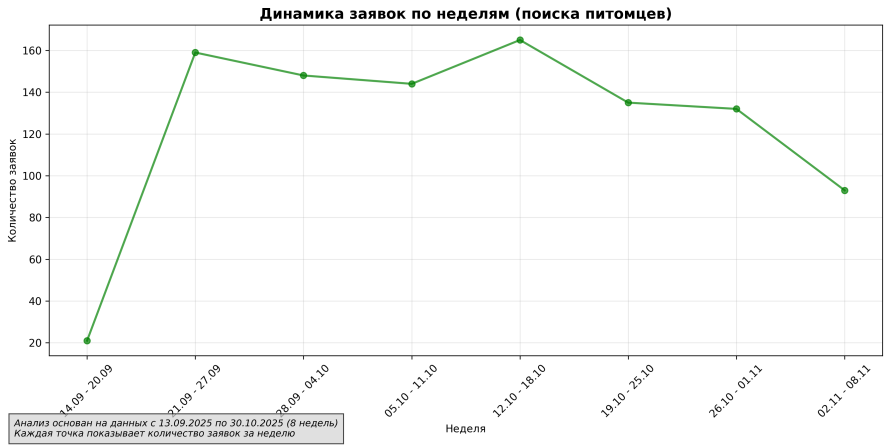 Динамика заявок по неделям (поиска питомцев)
Количество заявок
160
140
120
100
80
60
40
20
14.09 - 20.09
21.09 - 27.09
28.09 - 04.10
05.10 - 11.10
12.10 - 18.10
19.10 - 25.10
26.10 - 01.11
02.11 - 08.11
Неделя
Анализ основан на данных с 13.09.2025 по 30.10.2025 (8 недель)
Каждая точка показывает количество заявок за неделю